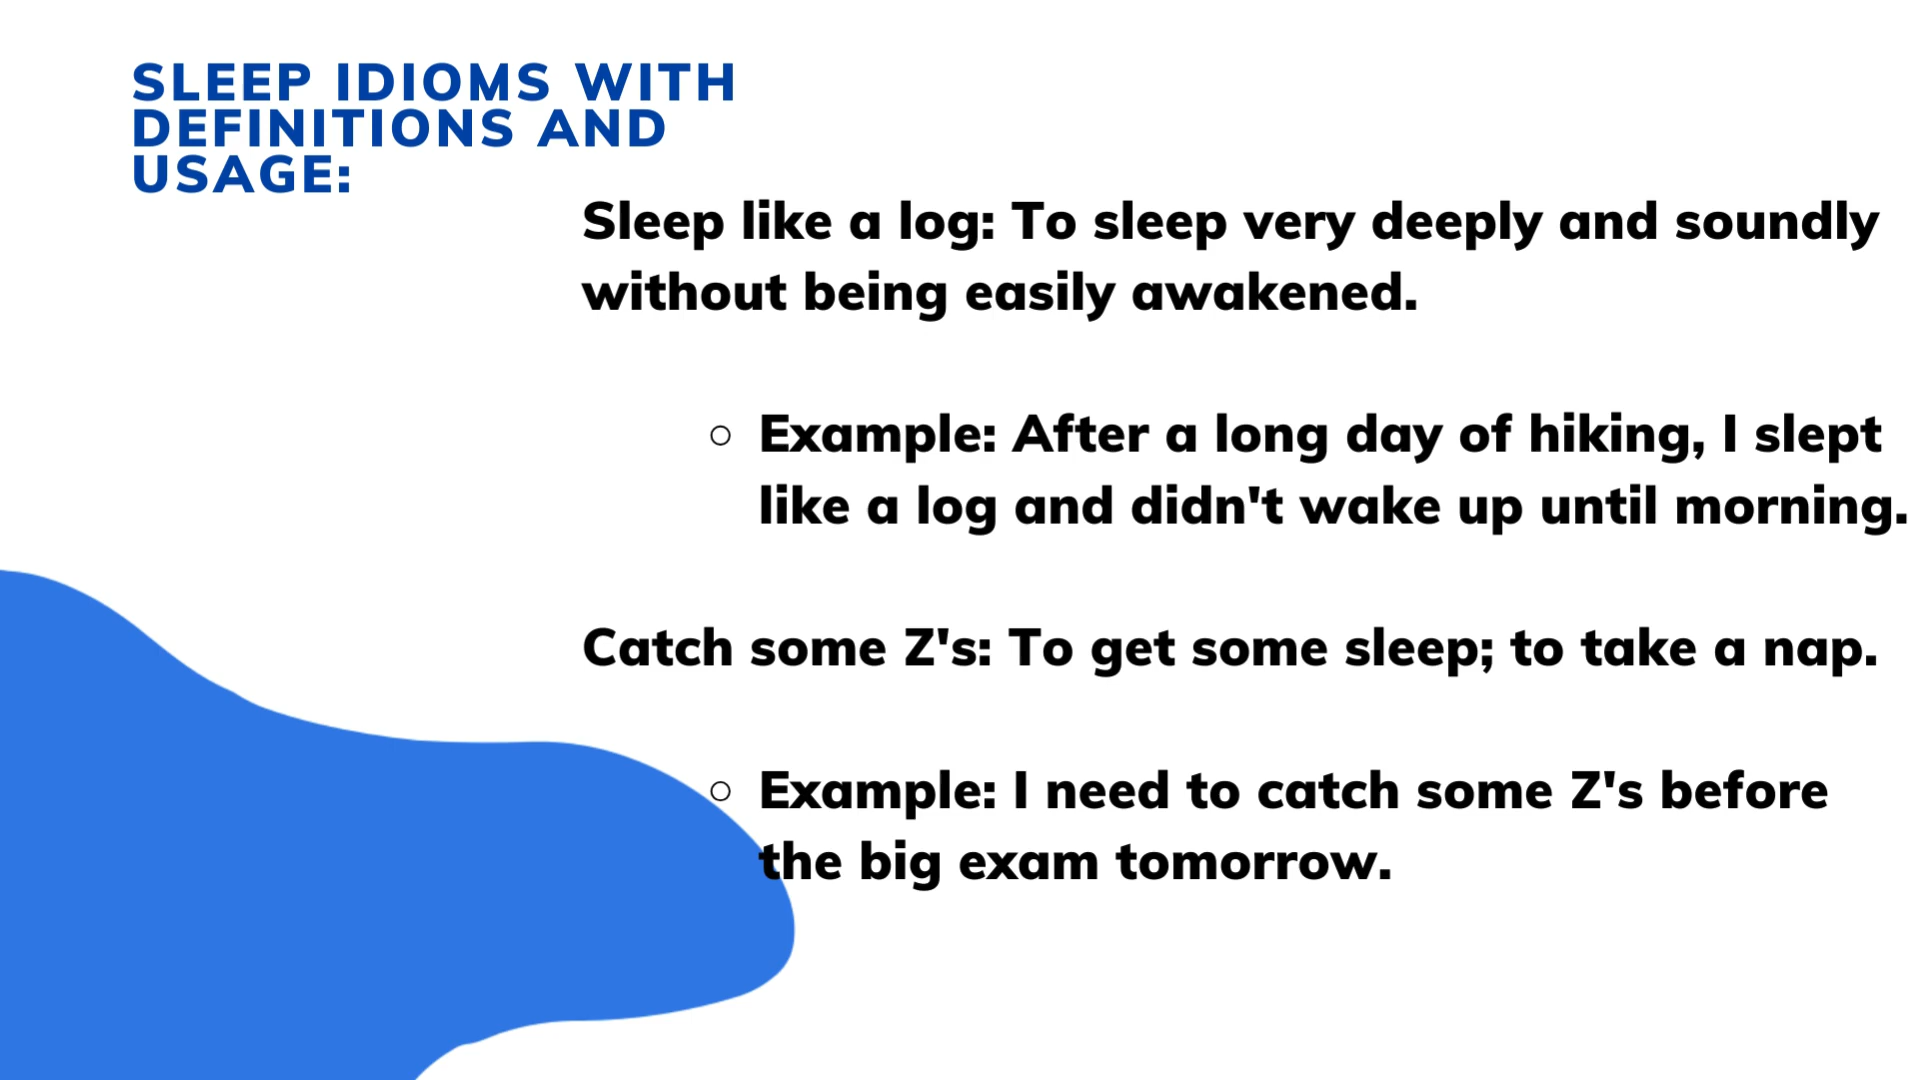 SLEEP IDIOMS WITH
DEFINITIONS AND
USAGE:
Sleep like a log: To sleep very deeply and soundly
without being easily awakened.
Example: After a long day of hiking, I slept
like a log and didn't wake up until morning.
Catch some Z's: To get some sleep; to take a nap.
Example: I need to catch some Z's before
the big exam tomorrow.